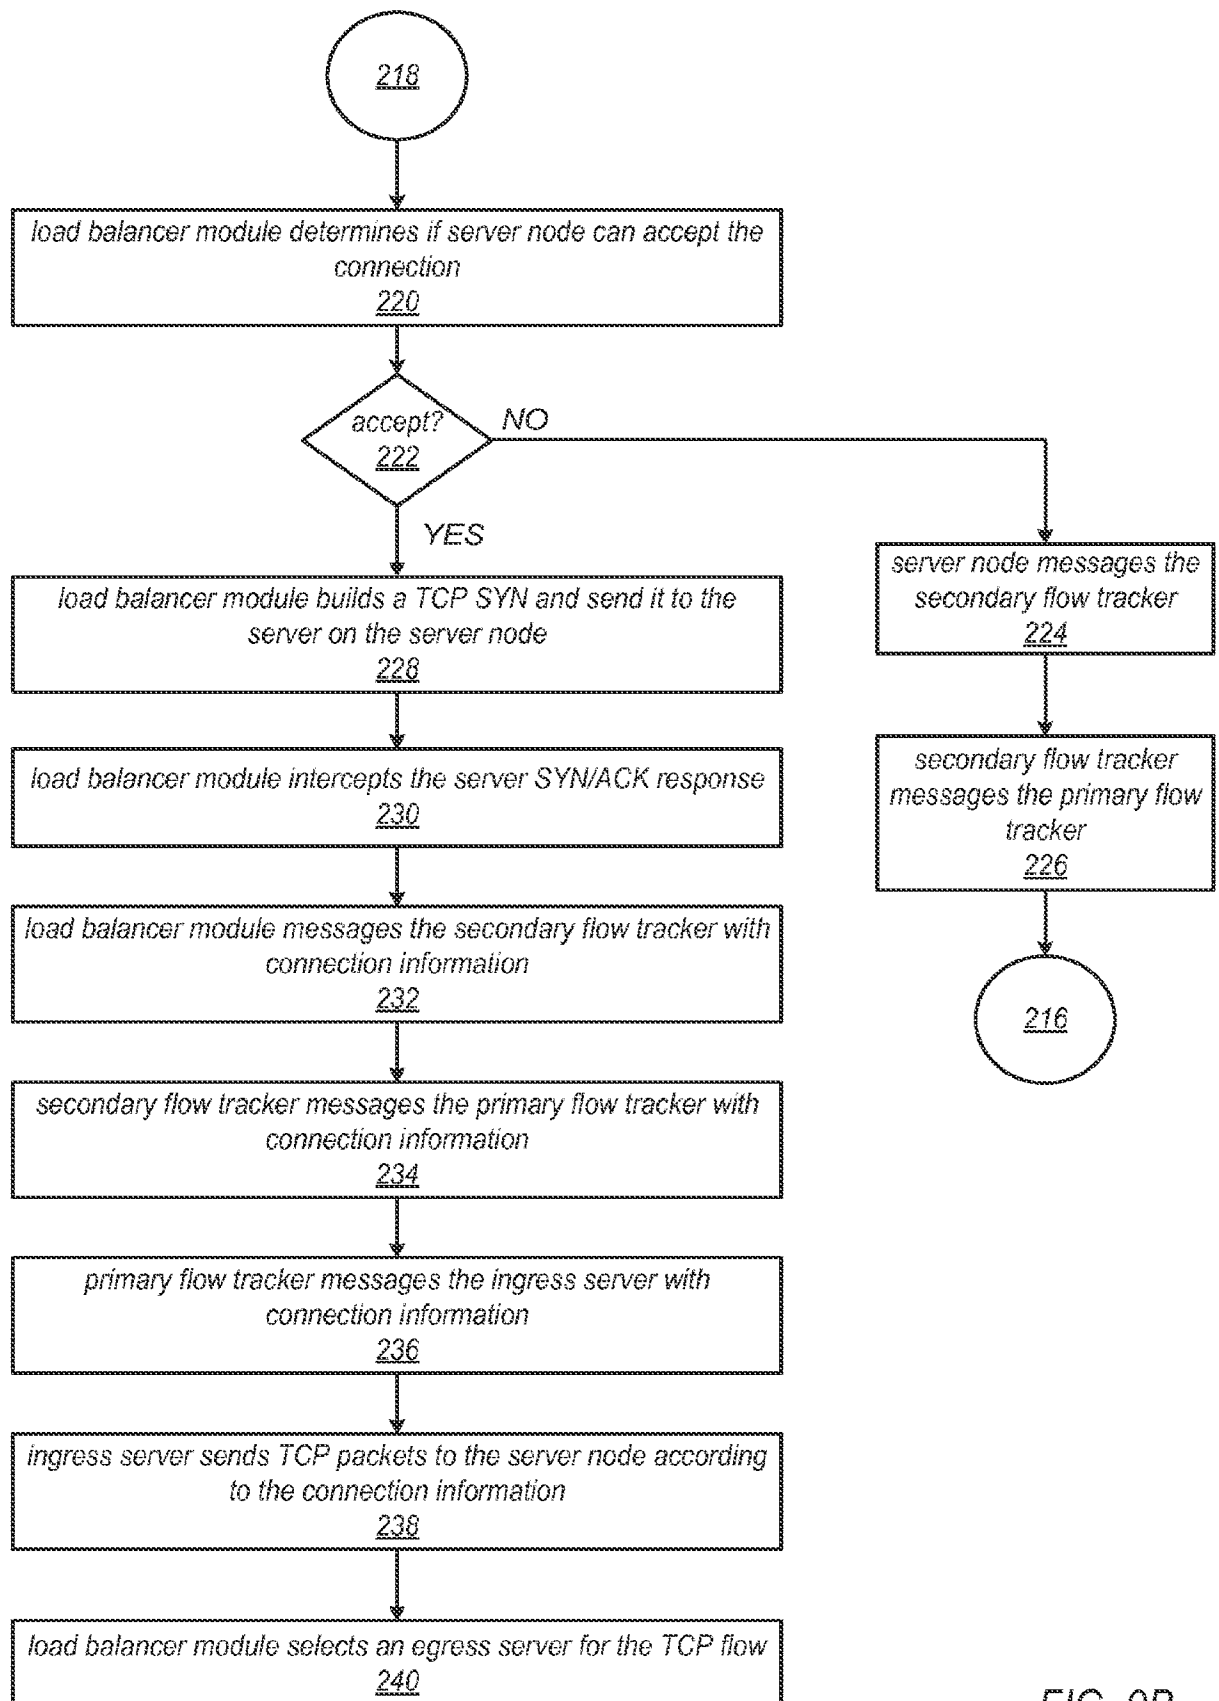 218
load balancer module determines if server node can accept the
connection
220
accept?
222
NO
YES
server node messages the
secondary flow tracker
224
load balancer module builds a TCP SYN and send it to the
server on the server node
228
secondary flow tracker
messages the primary flow
tracker
226
load balancer module intercepts the server SYN/ACK response
230
216
load balancer module messages the secondary flow tracker with
connection information
232
secondary flow tracker messages the primary flow tracker with
connection information
234
primary flow tracker messages the ingress server with
connection information
236
ingress server sends TCP packets to the server node according
to the connection information
238
load balancer module selects an egress server for the TCP flow
240
FIG.